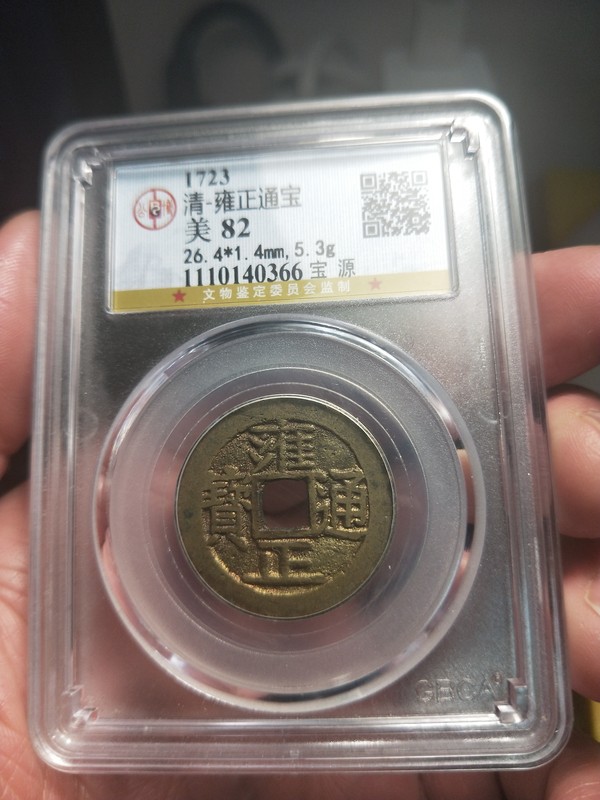 1723
清-雍正通宝
美 82
26.4*1.4mm,5.3g
1110140366 宝 源
文物鉴定委员会监制
雍正通寶
GBCA